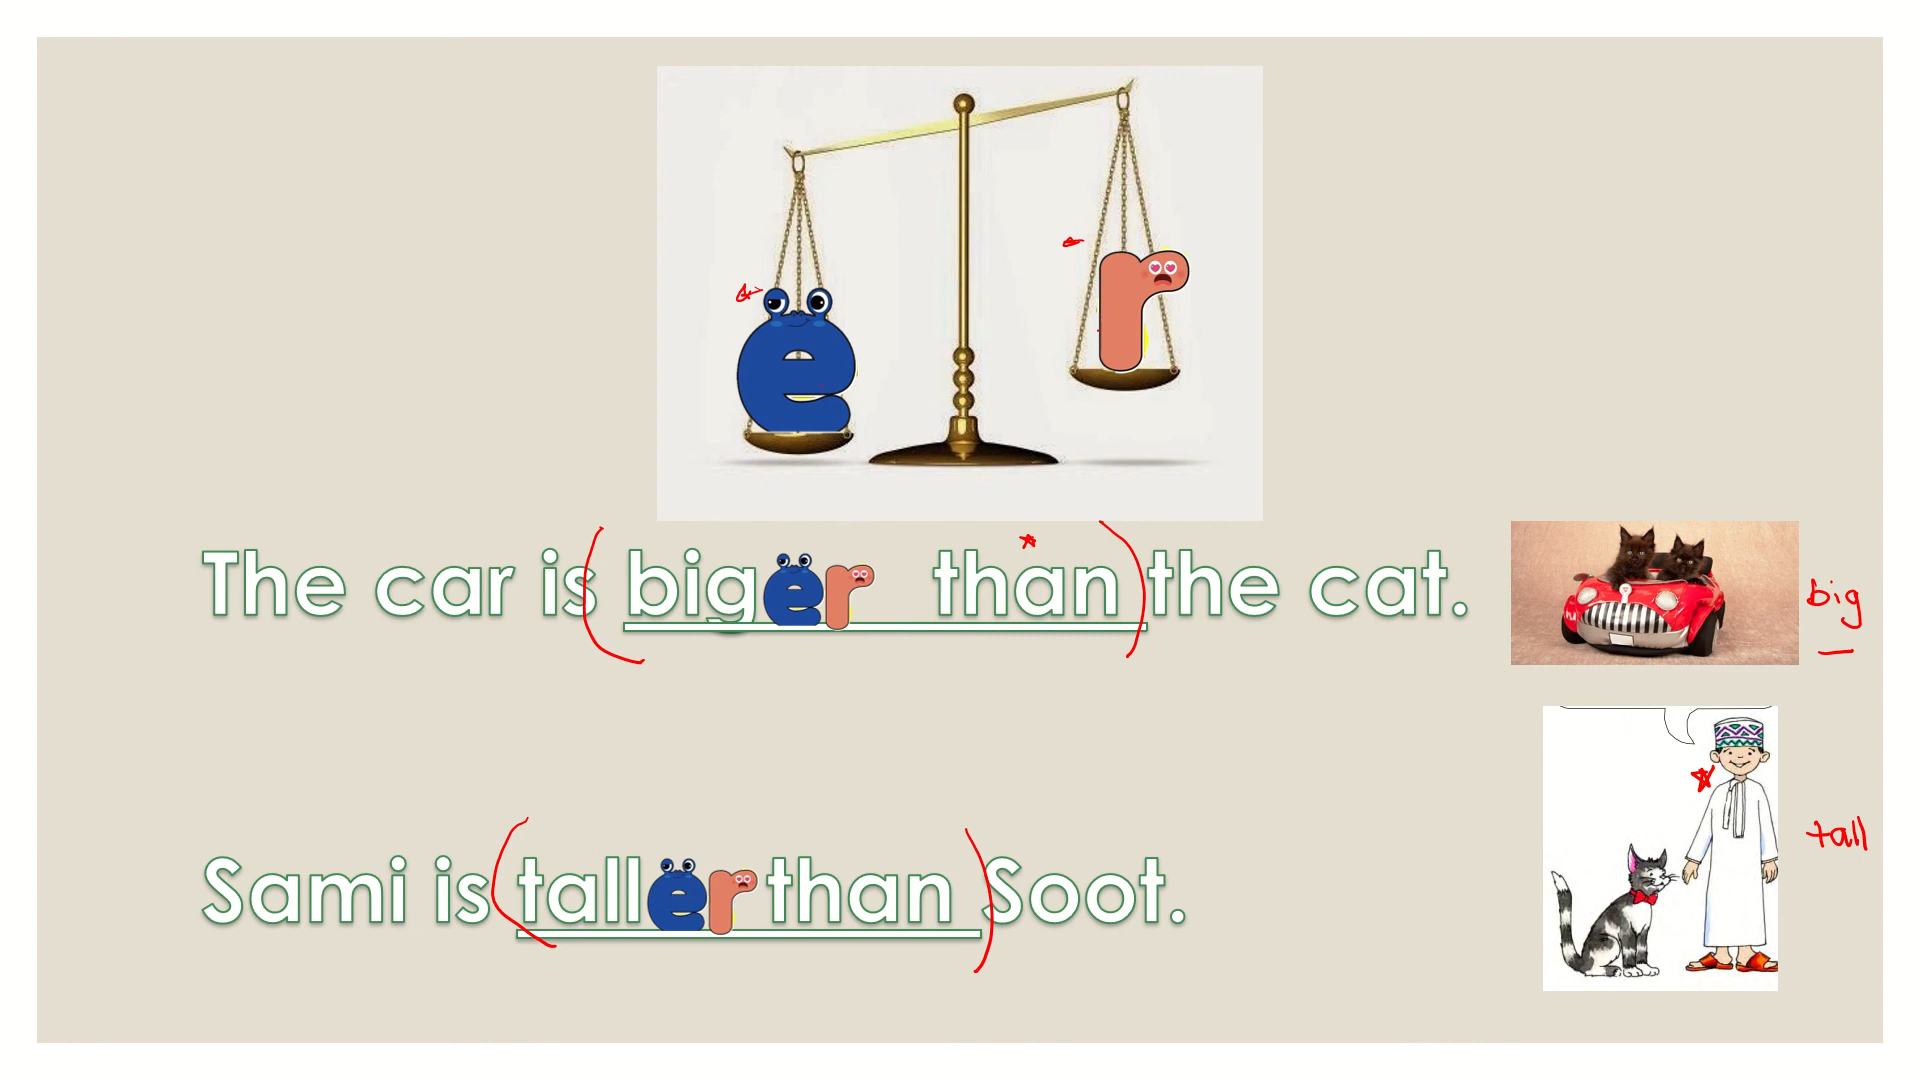 e r
The car is biger than the cat.
big
tall
Sami is taller than Soot.